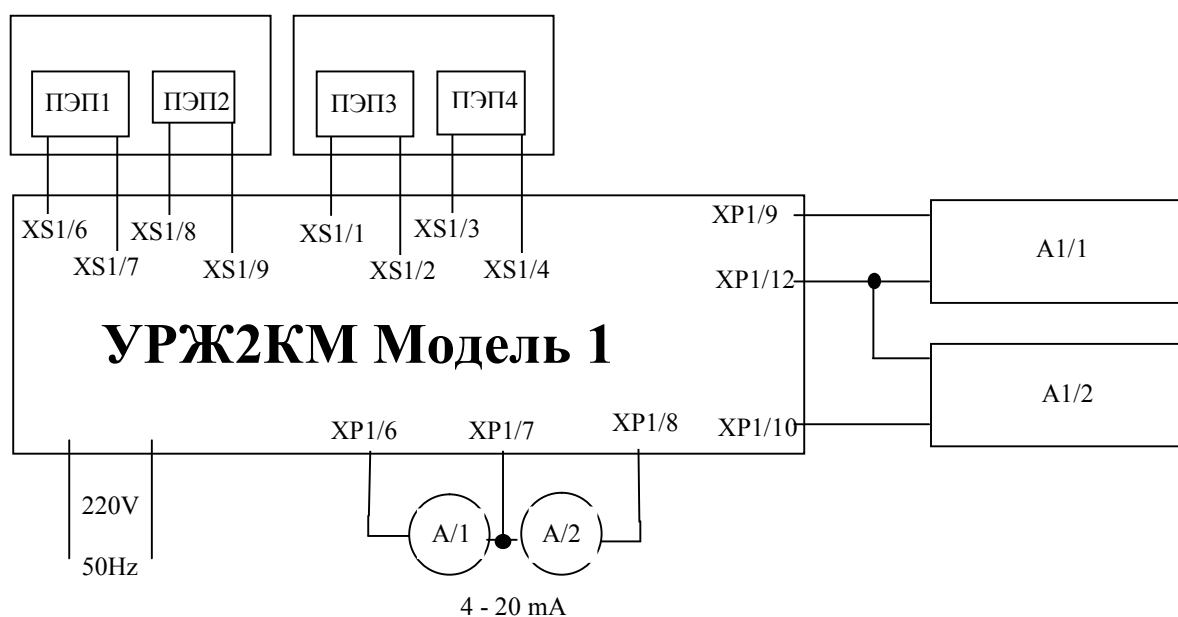 ПЭП1 ПЭП2 ПЭП3 ПЭП4
XS1/6 XS1/8 XS1/1 XS1/3 XP1/9
XS1/7 XS1/9 XS1/2 XS1/4 XP1/12
A1/1
УРЖ2КМ Модель 1
A1/2
XP1/6 XP1/7 XP1/8 XP1/10
220V
A/1 A/2
50Hz
4 - 20 mA